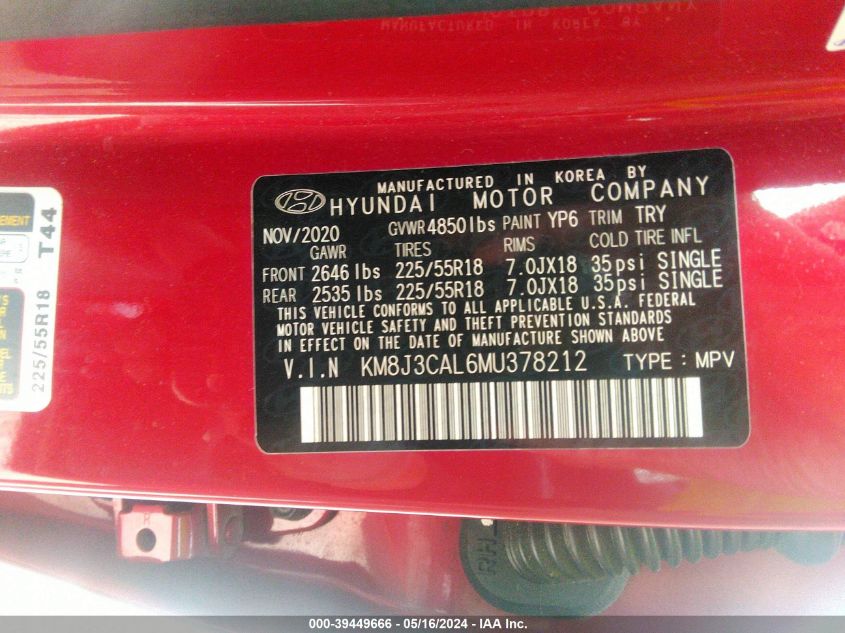 MANUFACTURED IN KOREA BY
HYUNDAI MOTOR COMPANY
NOV/2020 GVWR 4850 lbs PAINT YP6 TRIM TRY
GAWR TIRES RIMS COLD TIRE INFL
FRONT 2646 lbs 225/55R18 7.0JX18 35psi SINGLE
REAR 2535 lbs 225/55R18 7.0JX18 35psi SINGLE
THIS VEHICLE CONFORMS TO ALL APPLICABLE U.S.A. FEDERAL
MOTOR VEHICLE SAFETY AND THEFT PREVENTION STANDARDS
IN EFFECT ON THE DATE OF MANUFACTURE SHOWN ABOVE
V.I.N KM8J3CAL6MU378212 TYPE : MPV
225/55R18 T44
RH
000-39449666 - 05/16/2024 - IAA Inc.